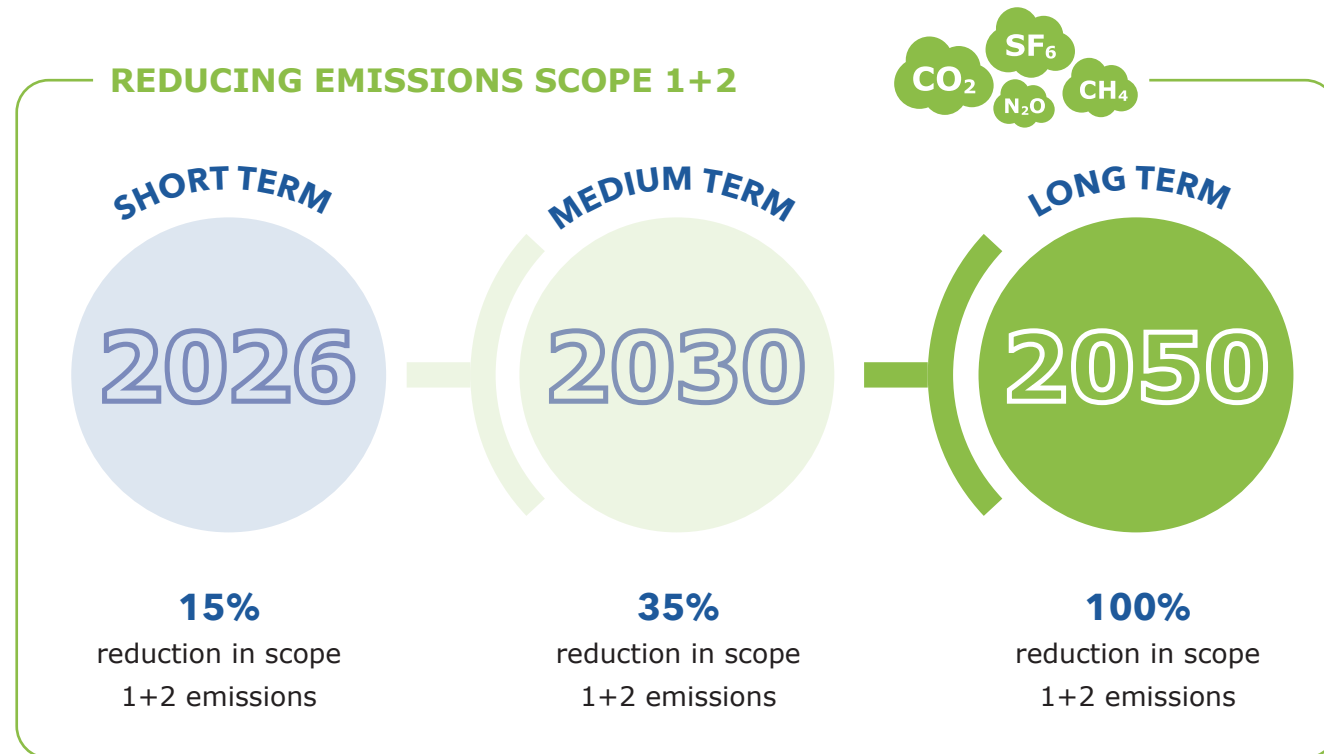 REDUCING EMISSIONS SCOPE 1+2
CO₂
SF₆
N₂O
CH₄
SHORT TERM
2026
15%
reduction in scope
1+2 emissions
MEDIUM TERM
2030
35%
reduction in scope
1+2 emissions
LONG TERM
2050
100%
reduction in scope
1+2 emissions